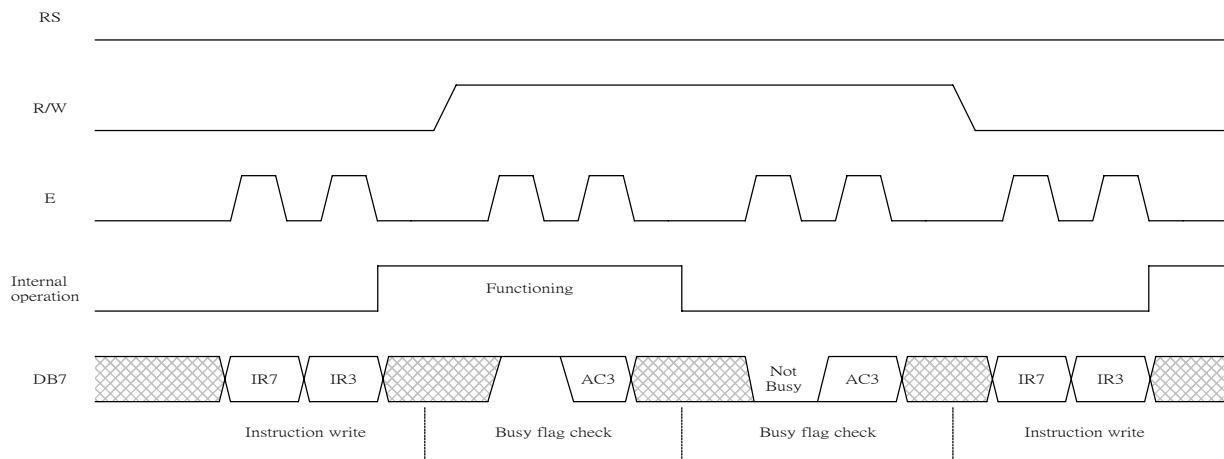 RS
R/W
E
Internal
operation
Functioning
DB7
IR7
IR3
AC3
Not
Busy
AC3
IR7
IR3
Instruction write
Busy flag check
Busy flag check
Instruction write